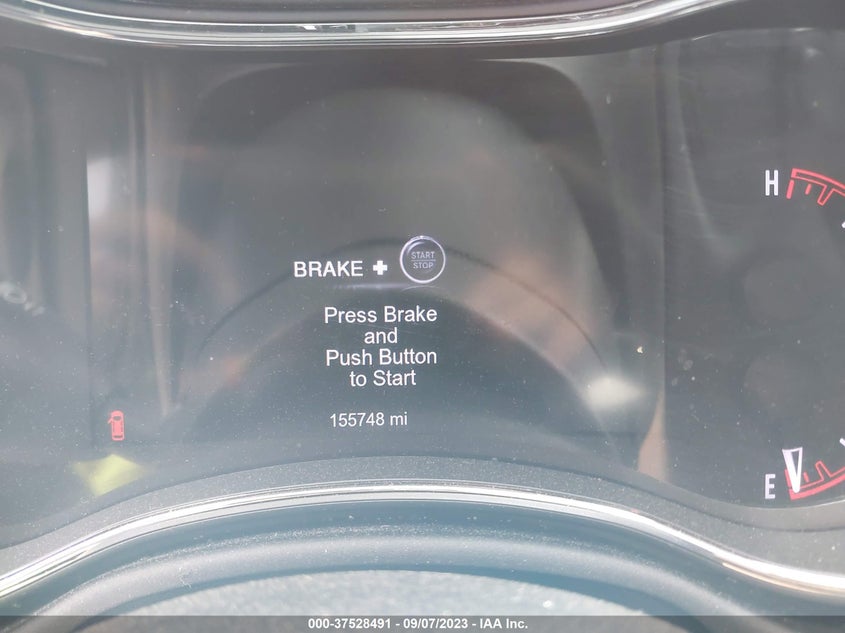 H
BRAKE + START
STOP
Press Brake
and
Push Button
to Start
155748 mi
E
000-37528491 - 09/07/2023 - IAA Inc.